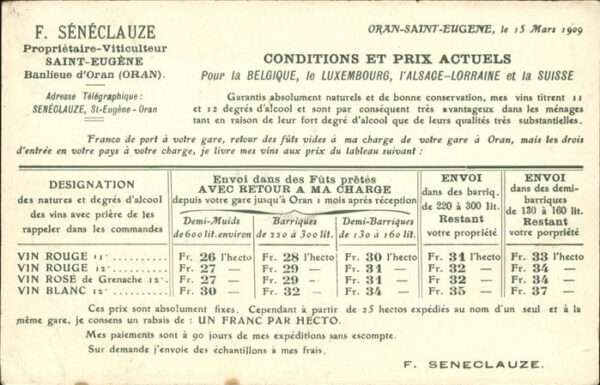 F. SÉNÉCLAUZE
Propriétaire-Viticulteur
SAINT-EUGÈNE
Banlieue d'Oran (ORAN).
Adresse Télégraphique :
SENÉCLAUZE, St-Eugène - Oran
ORAN-SAINT-EUGENE, le 15 Mars 1909
CONDITIONS ET PRIX ACTUELS
Pour la BELGIQUE, le LUXEMBOURG, l'ALSACE-LORRAINE et la SUISSE
Garantis absolument naturels et de bonne conservation, mes vins titrent 11
et 12 degrés d'alcool et sont par conséquent très avantageux dans les ménages
tant en raison de leur fort degré d'alcool que de leurs qualités très substantielles.
Franco de port à votre gare, retour des fûts vides à ma charge de votre gare à Oran, mais les droits
d'entrée en votre pays à votre charge, je livre mes vins aux prix du tableau suivant :
DESIGNATION
des natures et degrés d'alcool
des vins avec prière de les
rappeler dans les commandes
Envoi dans des Fûts prêtés
AVEC RETOUR A MA CHARGE
depuis votre gare jusqu'à Oran 1 mois après réception
Demi-Muids Barriques Demi-Barriques
de 600 lit. environ de 220 à 300 lit. de 130 à 160 lit.
ENVOI
dans des barriq.
de 220 à 300 lit.
Restant
votre propriété
ENVOI
dans des demi-
barriques
de 130 à 160 lit.
Restant
votre porpriété
VIN ROUGE 11° .......... Fr. 26 l'hecto Fr. 28 l'hecto Fr. 30 l'hecto Fr. 31 l'hecto Fr. 33 l'hecto
VIN ROUGE 12° .......... Fr. 27 — Fr. 29 — Fr. 31 — Fr. 32 — Fr. 34 —
VIN ROSÉ de Grenache 12° Fr. 27 — Fr. 29 — Fr. 31 — Fr. 32 — Fr. 34 —
VIN BLANC 12° .......... Fr. 30 — Fr. 32 — Fr. 34 — Fr. 35 — Fr. 37 —
Ces prix sont absolument fixes. Cependant à partir de 25 hectos expédiés au nom d'un seul et à la
même gare, je consens un rabais de : UN FRANC PAR HECTO.
Mes paiements sont à 90 jours de mes expéditions sans escompte.
Sur demande j'envoie des échantillons à mes frais.
F. SENECLAUZE.